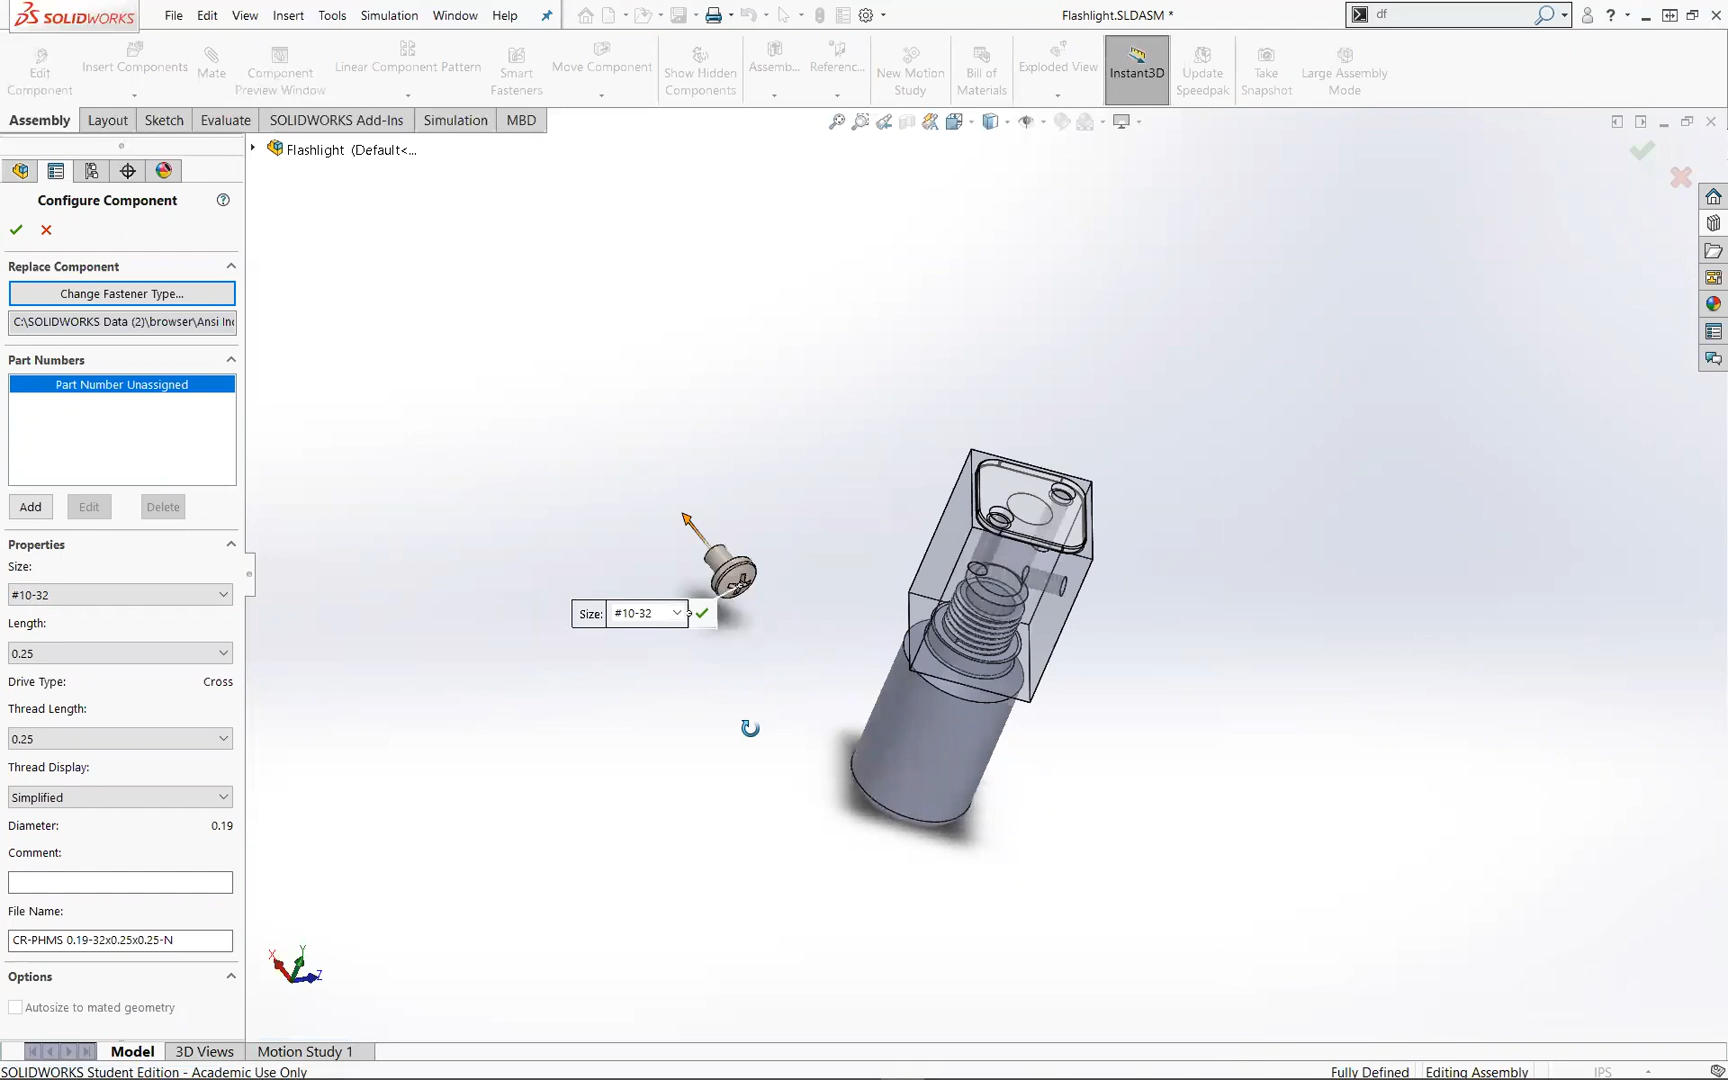 SOLIDWORKS
File Edit View Insert Tools Simulation Window Help
Flashlight.SLDASM *
df
Edit Component
Insert Components
Mate
Component Preview Window
Linear Component Pattern
Smart Fasteners
Move Component
Show Hidden Components
Assemb...
Referenc...
New Motion Study
Bill of Materials
Exploded View
Instant3D
Update Speedpak
Take Snapshot
Large Assembly Mode
Assembly Layout Sketch Evaluate SOLIDWORKS Add-Ins Simulation MBD
Flashlight (Default<...
Configure Component
Replace Component
Change Fastener Type...
C:\SOLIDWORKS Data (2)\browser\Ansi Inc
Part Numbers
Part Number Unassigned
Add Edit Delete
Properties
Size:
#10-32
Length:
0.25
Drive Type: Cross
Thread Length:
0.25
Thread Display:
Simplified
Diameter: 0.19
Comment:
File Name:
CR-PHMS 0.19-32x0.25x0.25-N
Options
Autosize to mated geometry
Size: #10-32
X Y Z
Model 3D Views Motion Study 1
SOLIDWORKS Student Edition - Academic Use Only
Fully Defined Editing Assembly IPS